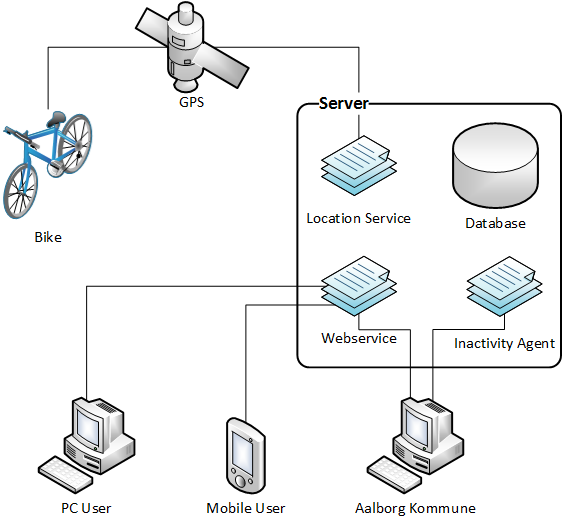 GPS
Server
Bike
Location Service
Database
Webservice
Inactivity Agent
PC User
Mobile User
Aalborg Kommune